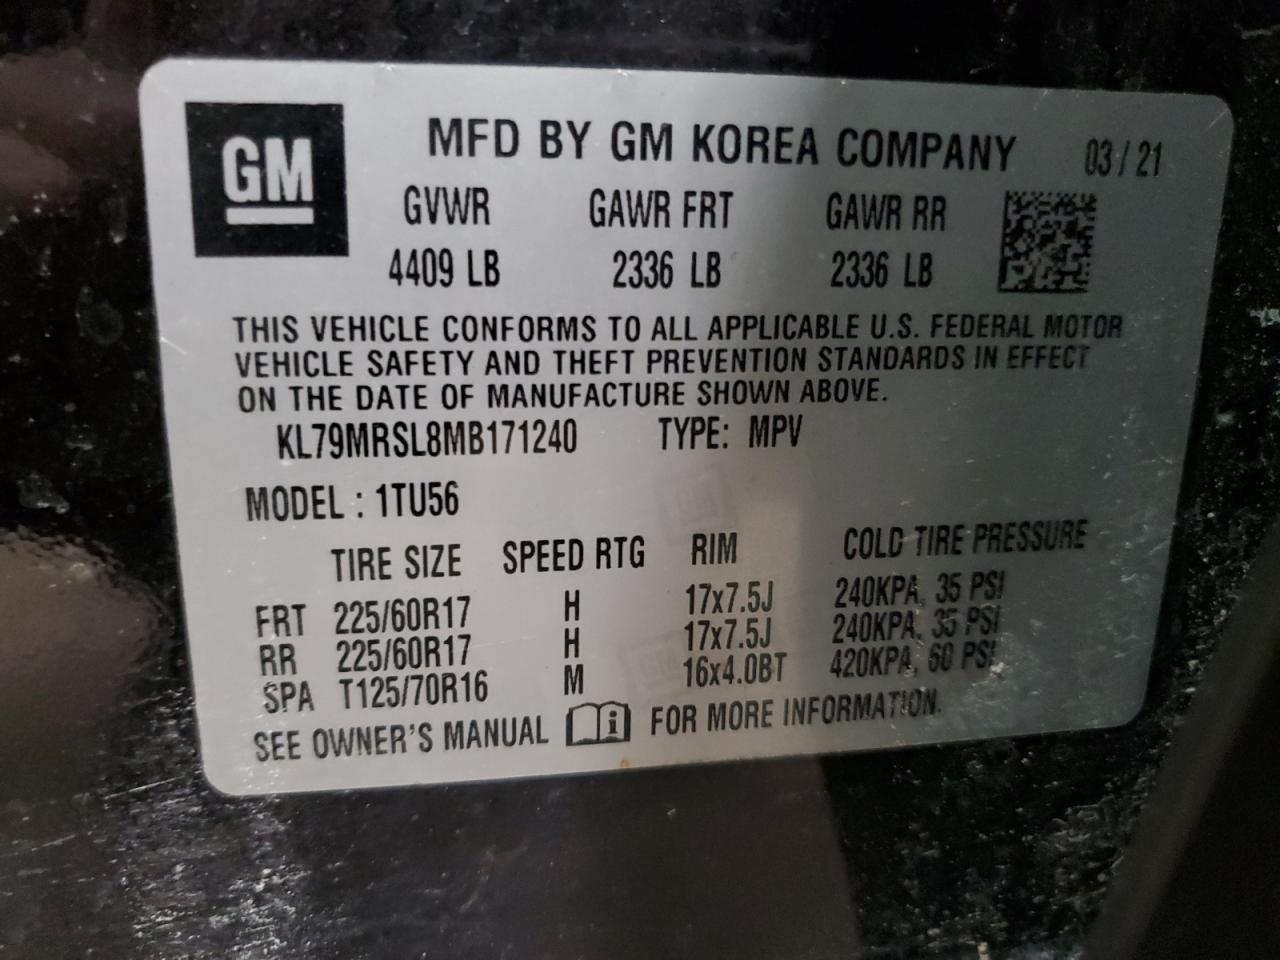 GM
MFD BY GM KOREA COMPANY 03/21
GVWR GAWR FRT GAWR RR
4409 LB 2336 LB 2336 LB
THIS VEHICLE CONFORMS TO ALL APPLICABLE U.S. FEDERAL MOTOR
VEHICLE SAFETY AND THEFT PREVENTION STANDARDS IN EFFECT
ON THE DATE OF MANUFACTURE SHOWN ABOVE.
KL79MRSL8MB171240 TYPE: MPV
MODEL : 1TU56
TIRE SIZE SPEED RTG RIM COLD TIRE PRESSURE
FRT 225/60R17 H 17x7.5J 240KPA, 35 PSI
RR 225/60R17 H 17x7.5J 240KPA, 35 PSI
SPA T125/70R16 M 16x4.0BT 420KPA, 60 PSI
SEE OWNER'S MANUAL i FOR MORE INFORMATION.